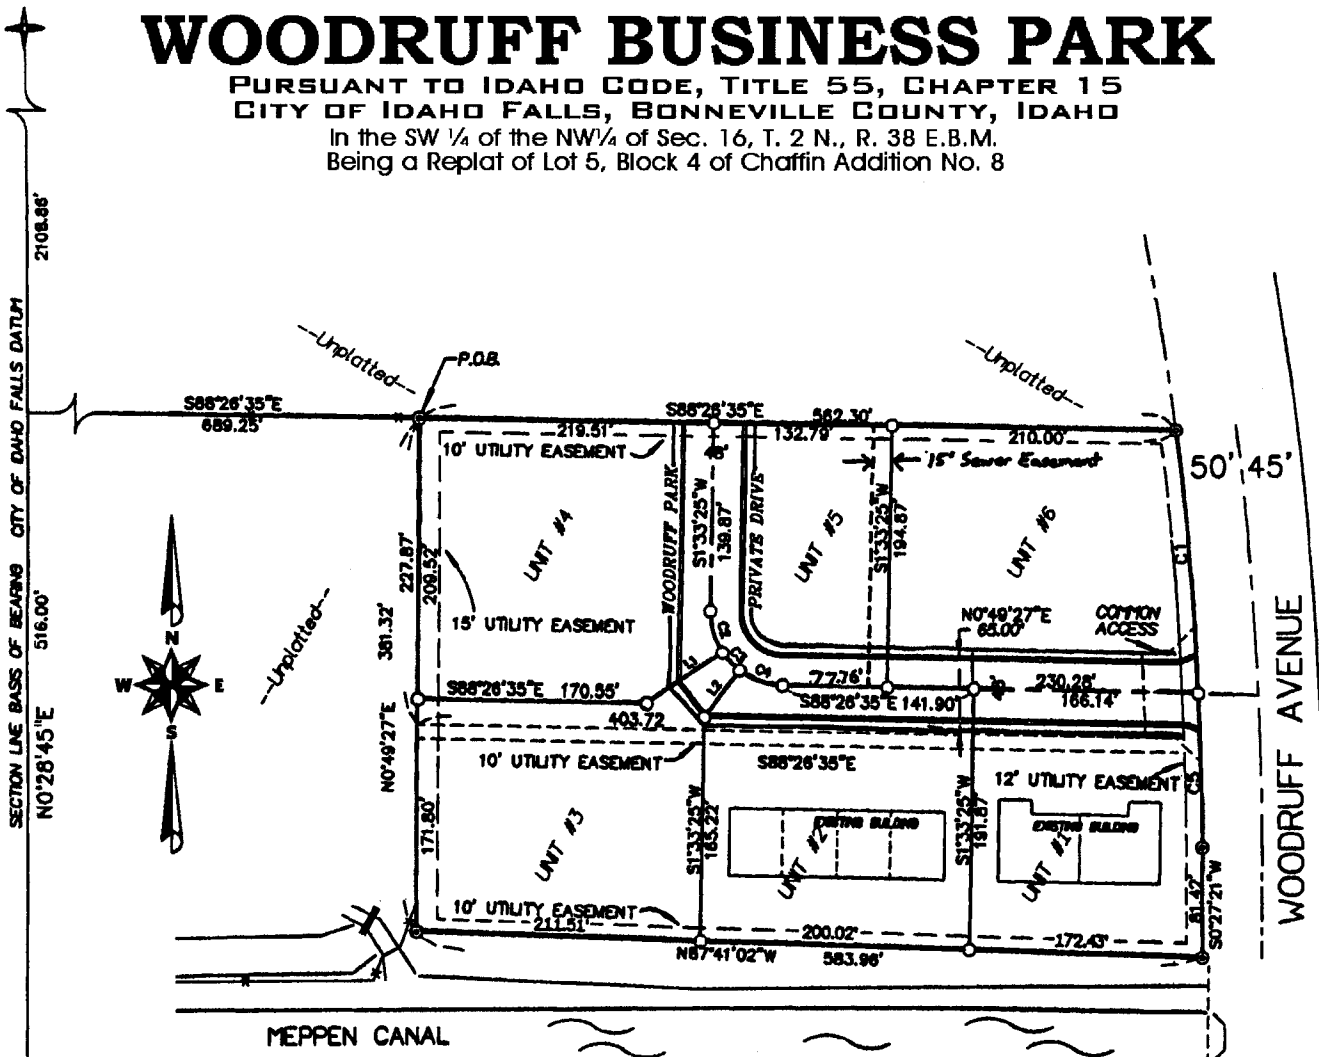 WOODRUFF BUSINESS PARK
PURSUANT TO IDAHO CODE, TITLE 55, CHAPTER 15
CITY OF IDAHO FALLS, BONNEVILLE COUNTY, IDAHO
In the SW ¼ of the NW¼ of Sec. 16, T. 2 N., R. 38 E.B.M.
Being a Replat of Lot 5, Block 4 of Chaffin Addition No. 8
2108.86'
SECTION LINE BASIS OF BEARING CITY OF IDAHO FALLS DATUM
N0°28'45"E 516.00'
---Unplatted---
P.O.B.
---Unplatted---
S88°26'35"E
689.25'
S88°26'35"E 562.30'
219.51'
132.79'
210.00'
10' UTILITY EASEMENT
48'
15' Sewer Easement
50' 45'
WOODRUFF PARK
S1°33'25"W
139.87'
PRIVATE DRIVE
UNIT #4
UNIT #5
S1°33'25"W
194.87'
UNIT #6
C1
227.87'
209.52'
381.32'
15' UTILITY EASEMENT
---Unplatted---
N0°49'27"E
65.00'
COMMON
ACCESS
N
W E
S
C2
C3
C4
L1
L2
S88°26'35"E 170.55'
403.72
77.76'
S88°26'35"E 141.90'
230.28'
166.14'
N0°49'27"E
10' UTILITY EASEMENT
S88°26'35"E
12' UTILITY EASEMENT
C5
171.80'
UNIT #3
S1°33'25"W
165.22'
EXISTING BUILDING
UNIT #2
S1°33'25"W
191.87'
EXISTING BUILDING
UNIT #1
81.42'
S0°27'21"W
WOODRUFF AVENUE
10' UTILITY EASEMENT
211.51'
200.02'
172.43'
N87°41'02"W
583.96'
MEPPEN CANAL